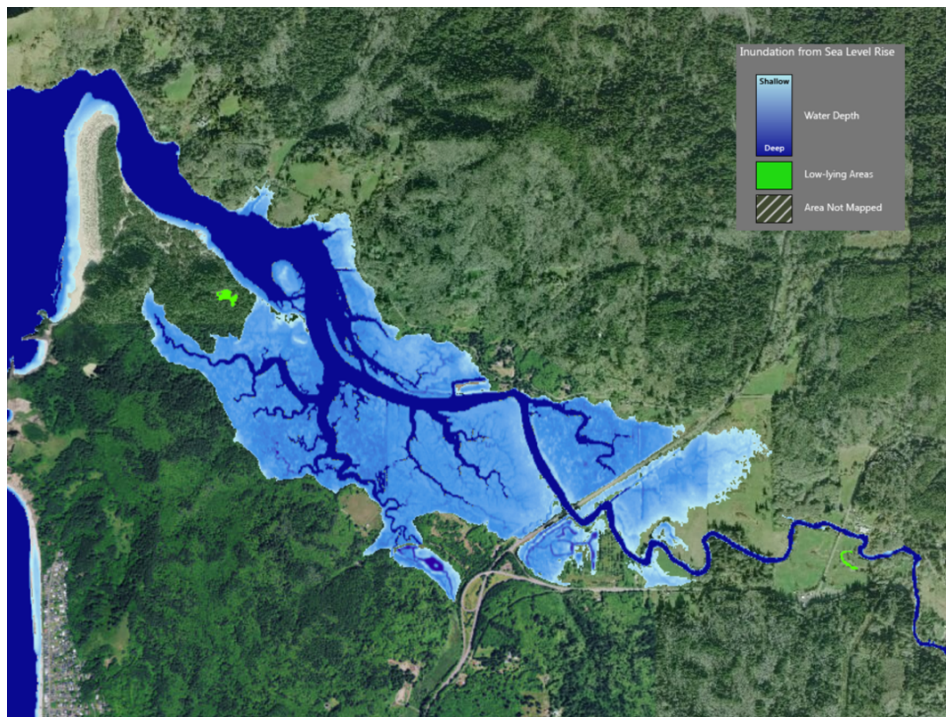 Inundation from Sea Level Rise
Shallow
Water Depth
Deep
Low-lying Areas
Area Not Mapped